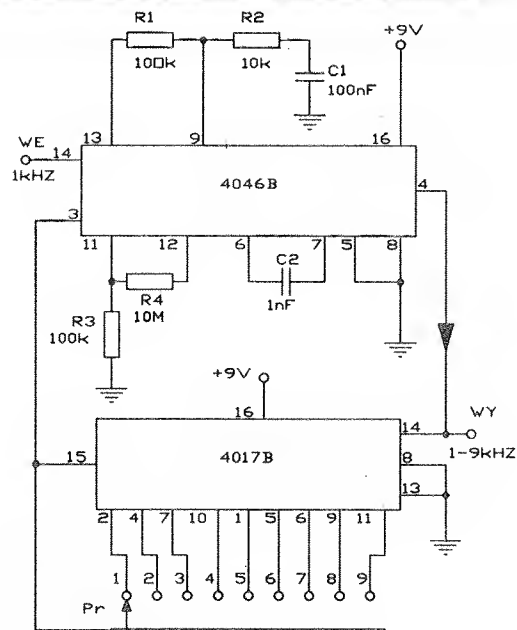 R1 R2 +9V
100k 10k C1
100nF
13 9 16
WE 14
1kHZ 4046B 4
3
11 12 6 7 5 8
C2
R4 1nF
R3 10M
100k
+9V
16 14 WY
15 4017B 8 1-9kHZ
13
2 4 7 10 1 5 6 9 11
1 2 3 4 5 6 7 8 9
Pr